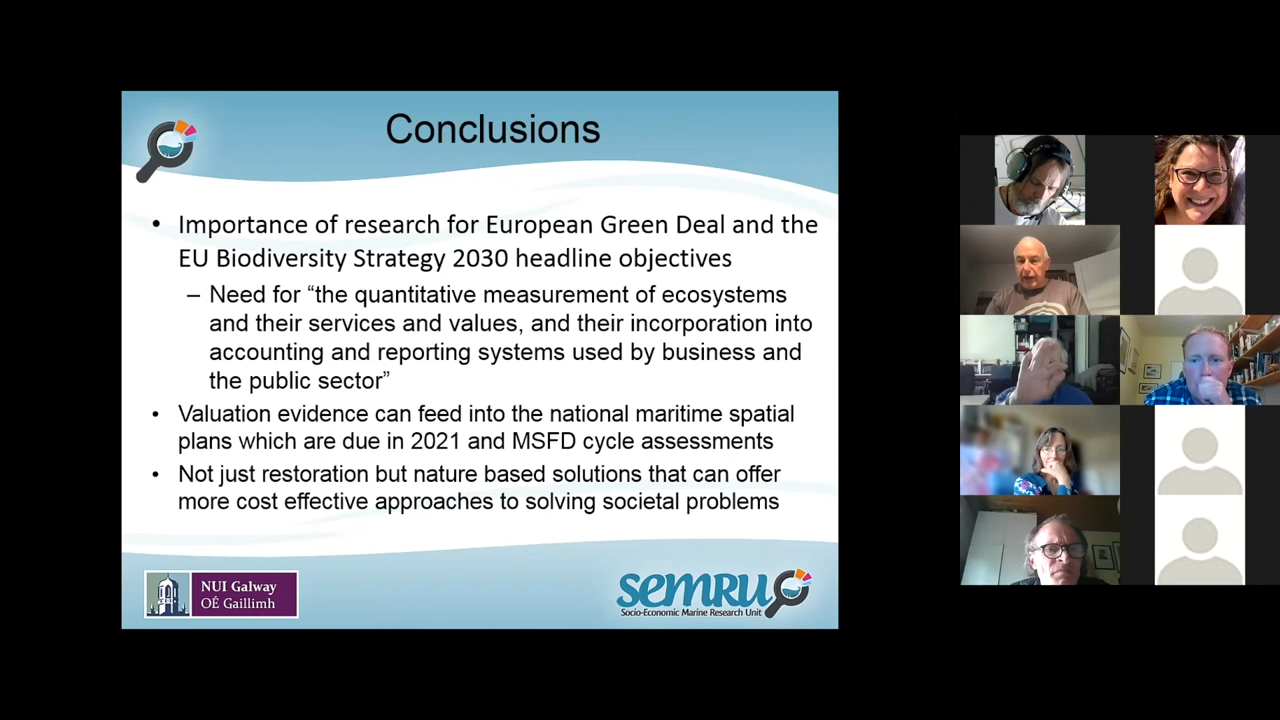 Conclusions
• Importance of research for European Green Deal and the
EU Biodiversity Strategy 2030 headline objectives
– Need for “the quantitative measurement of ecosystems
and their services and values, and their incorporation into
accounting and reporting systems used by business and
the public sector”
• Valuation evidence can feed into the national maritime spatial
plans which are due in 2021 and MSFD cycle assessments
• Not just restoration but nature based solutions that can offer
more cost effective approaches to solving societal problems
NUI Galway
OÉ Gaillimh
SEMRU
Socio-Economic Marine Research Unit